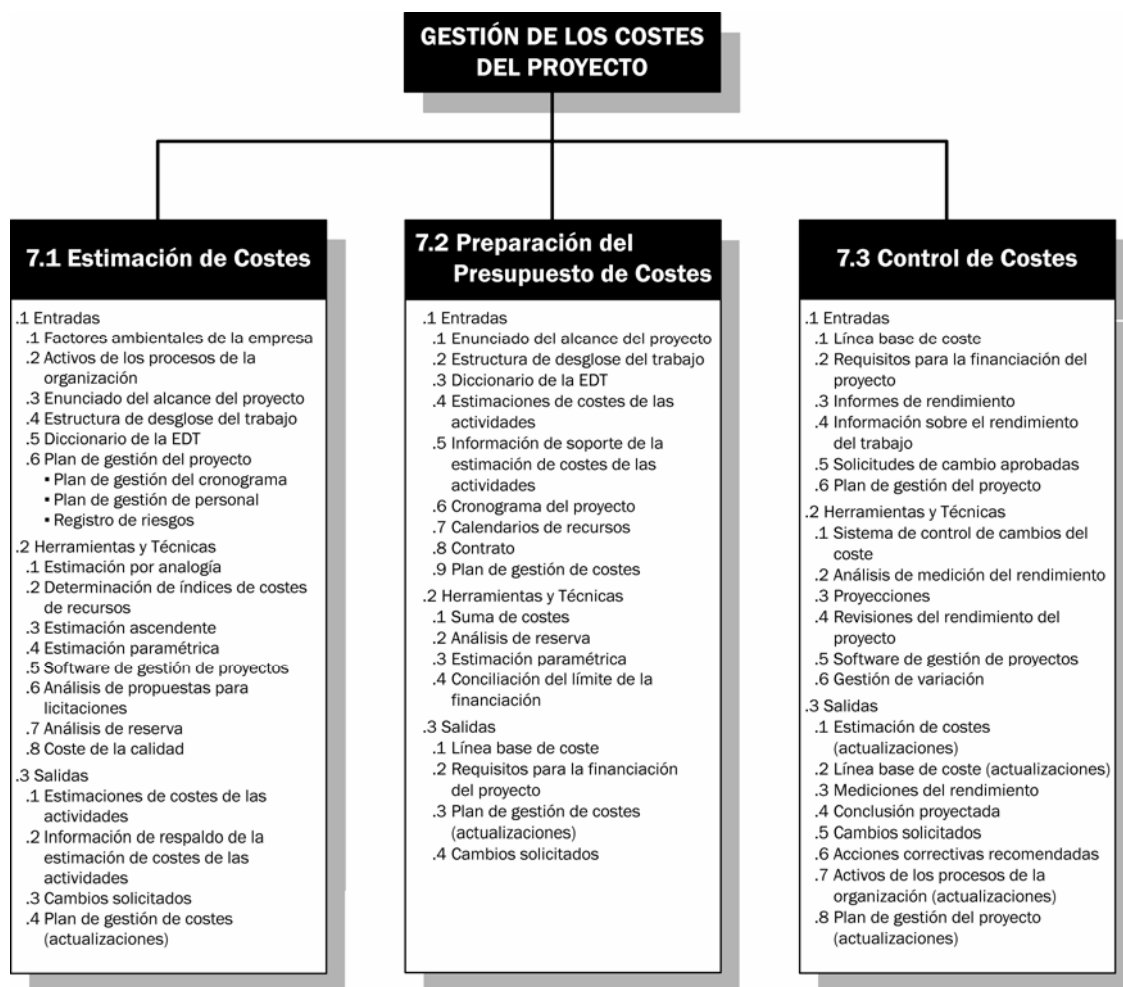 GESTIÓN DE LOS COSTES
DEL PROYECTO
7.1 Estimación de Costes
.1 Entradas
.1 Factores ambientales de la empresa
.2 Activos de los procesos de la
organización
.3 Enunciado del alcance del proyecto
.4 Estructura de desglose del trabajo
.5 Diccionario de la EDT
.6 Plan de gestión del proyecto
▪ Plan de gestión del cronograma
▪ Plan de gestión de personal
▪ Registro de riesgos
.2 Herramientas y Técnicas
.1 Estimación por analogía
.2 Determinación de índices de costes
de recursos
.3 Estimación ascendente
.4 Estimación paramétrica
.5 Software de gestión de proyectos
.6 Análisis de propuestas para
licitaciones
.7 Análisis de reserva
.8 Coste de la calidad
.3 Salidas
.1 Estimaciones de costes de las
actividades
.2 Información de respaldo de la
estimación de costes de las
actividades
.3 Cambios solicitados
.4 Plan de gestión de costes
(actualizaciones)
7.2 Preparación del
Presupuesto de Costes
.1 Entradas
.1 Enunciado del alcance del proyecto
.2 Estructura de desglose del trabajo
.3 Diccionario de la EDT
.4 Estimaciones de costes de las
actividades
.5 Información de soporte de la
estimación de costes de las
actividades
.6 Cronograma del proyecto
.7 Calendarios de recursos
.8 Contrato
.9 Plan de gestión de costes
.2 Herramientas y Técnicas
.1 Suma de costes
.2 Análisis de reserva
.3 Estimación paramétrica
.4 Conciliación del límite de la
financiación
.3 Salidas
.1 Línea base de coste
.2 Requisitos para la financiación
del proyecto
.3 Plan de gestión de costes
(actualizaciones)
.4 Cambios solicitados
7.3 Control de Costes
.1 Entradas
.1 Línea base de coste
.2 Requisitos para la financiación del
proyecto
.3 Informes de rendimiento
.4 Información sobre el rendimiento
del trabajo
.5 Solicitudes de cambio aprobadas
.6 Plan de gestión del proyecto
.2 Herramientas y Técnicas
.1 Sistema de control de cambios del
coste
.2 Análisis de medición del rendimiento
.3 Proyecciones
.4 Revisiones del rendimiento del
proyecto
.5 Software de gestión de proyectos
.6 Gestión de variación
.3 Salidas
.1 Estimación de costes
(actualizaciones)
.2 Línea base de coste (actualizaciones)
.3 Mediciones del rendimiento
.4 Conclusión proyectada
.5 Cambios solicitados
.6 Acciones correctivas recomendadas
.7 Activos de los procesos de la
organización (actualizaciones)
.8 Plan de gestión del proyecto
(actualizaciones)